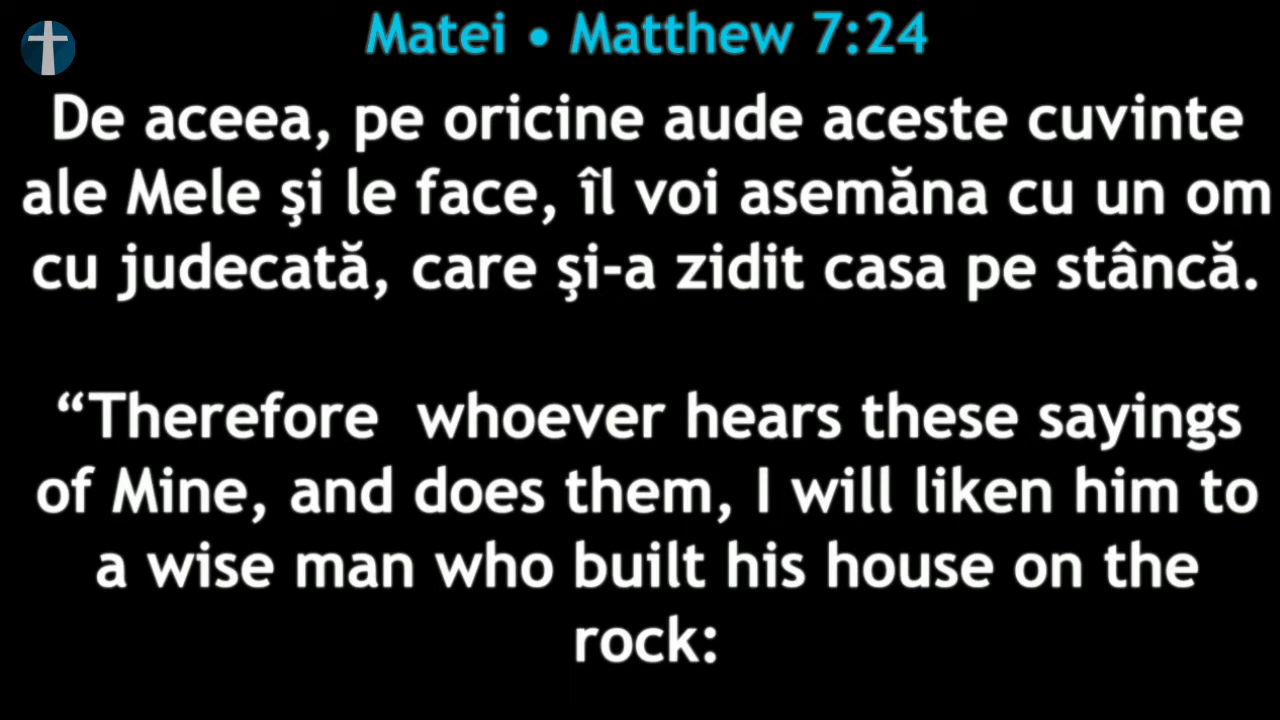 Matei • Matthew 7:24
De aceea, pe oricine aude aceste cuvinte
ale Mele şi le face, îl voi asemăna cu un om
cu judecată, care şi-a zidit casa pe stâncă.
“Therefore  whoever hears these sayings
of Mine, and does them, I will liken him to
a wise man who built his house on the
rock: